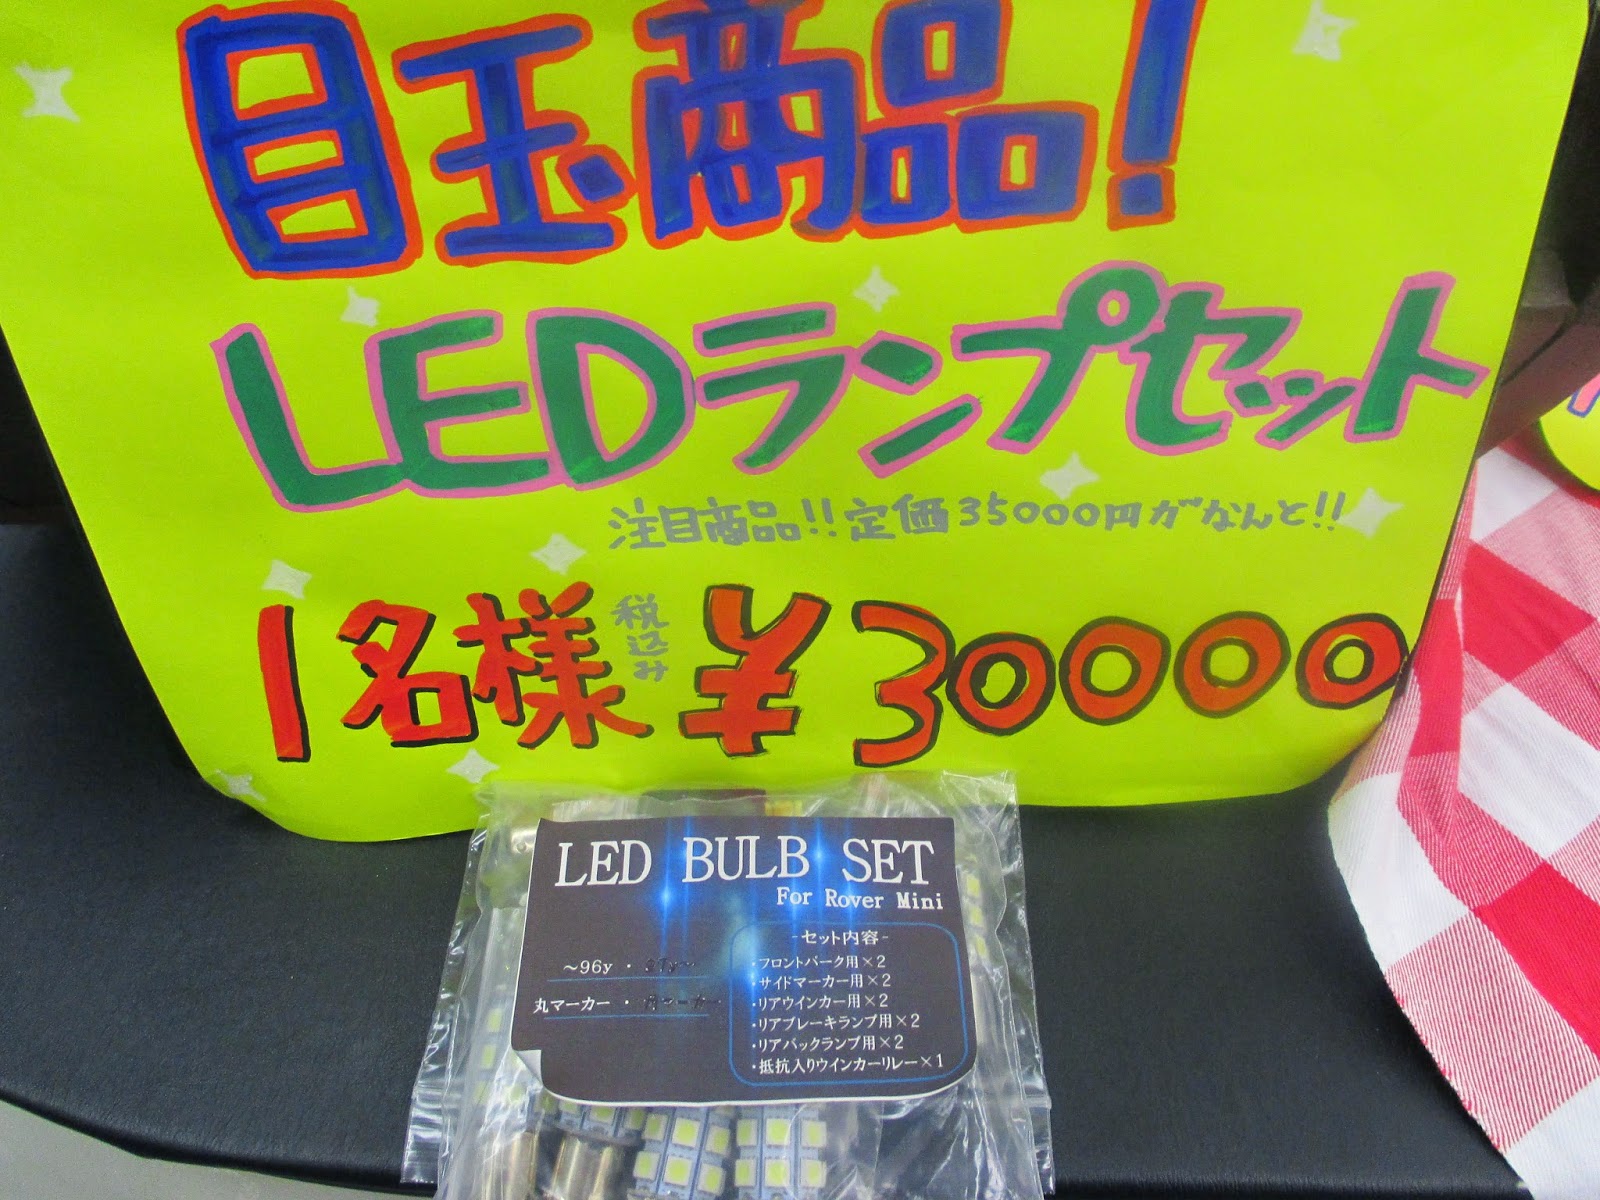 目玉商品!
LEDランプセット
注目商品!!定価35000円がなんと!!
1名様 税込み ¥30000
LED BULB SET
For Rover Mini
~96y・97y~
丸マーカー・角マーカー
-セット内容-
・フロントパーク用×2
・サイドマーカー用×2
・リアウインカー用×2
・リアブレーキランプ用×2
・リアバックランプ用×2
・抵抗入りウインカーリレー×1